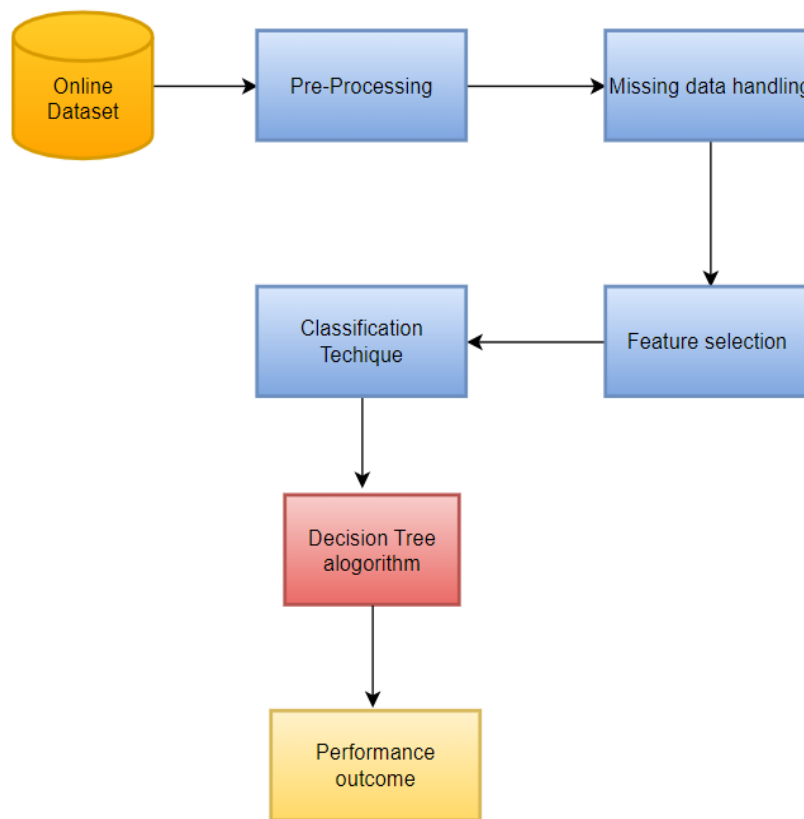 Online
Dataset
Pre-Processing
Missing data handling
Feature selection
Classification
Techique
Decision Tree
alogorithm
Performance
outcome